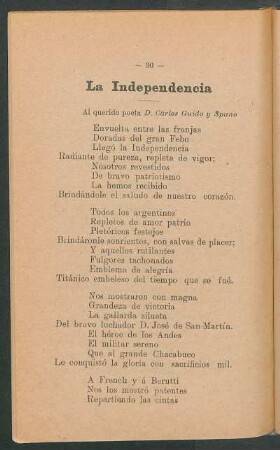 — 90 —
La Independencia
Al querido poeta D. Carlos Guido y Spano
Envuelta entre las franjas
Doradas del gran Febo
Llegó la Independencia
Radiante de pureza, repleta de vigor;
Nosotros revestidos
De bravo patriotismo
La hemos recibido
Brindándole el saludo de nuestro corazón.
Todos los argentinos
Repletos de amor patrio
Pletóricos festejos
Brindáronle sonrientes, con salvas de placer;
Y aquellos rutilantes
Fulgores tachonados
Emblema de alegría
Titánico embeleso del tiempo que se fué.
Nos mostraron con magna
Grandeza de victoria
La gallarda silueta
Del bravo luchador D. José de San Martín.
El héroe de los Andes
El militar sereno
Que al grande Chacabuco
Le conquistó la gloria con sacrificios mil.
A French y á Berutti
Nos los mostró patentes
Repartiendo las cintas